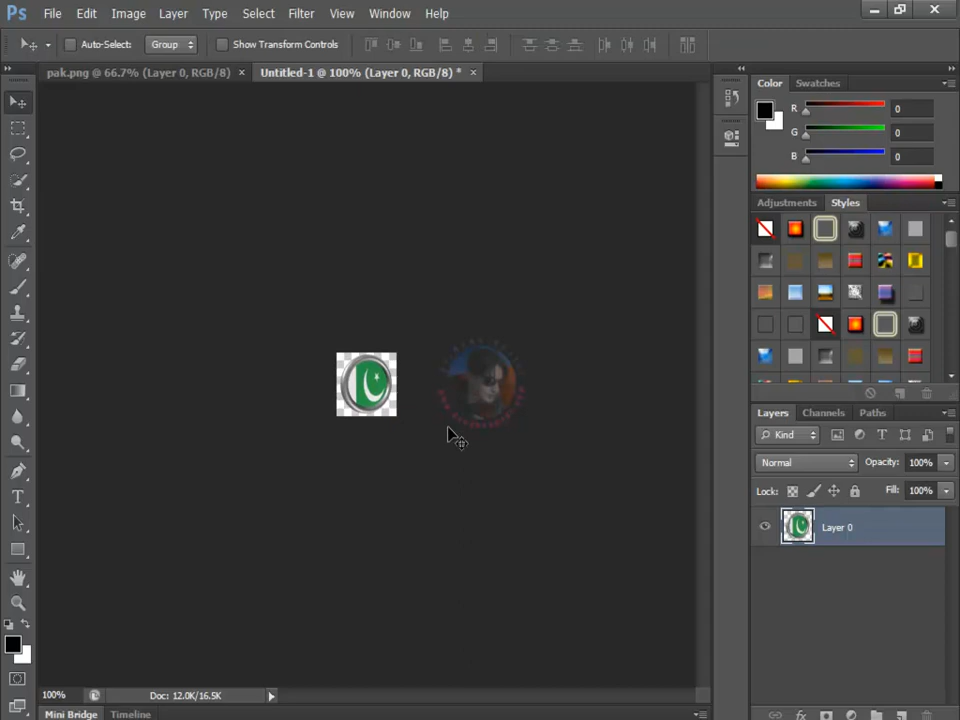 Ps File Edit Image Layer Type Select Filter View Window Help
Auto-Select: Group Show Transform Controls
pak.png @ 66.7% (Layer 0, RGB/8) × Untitled-1 @ 100% (Layer 0, RGB/8) * ×
Color Swatches
R 0
G 0
B 0
Adjustments Styles
Layers Channels Paths
Kind
Normal Opacity: 100%
Lock: Fill: 100%
Layer 0
100% Doc: 12.0K/16.5K
Mini Bridge Timeline